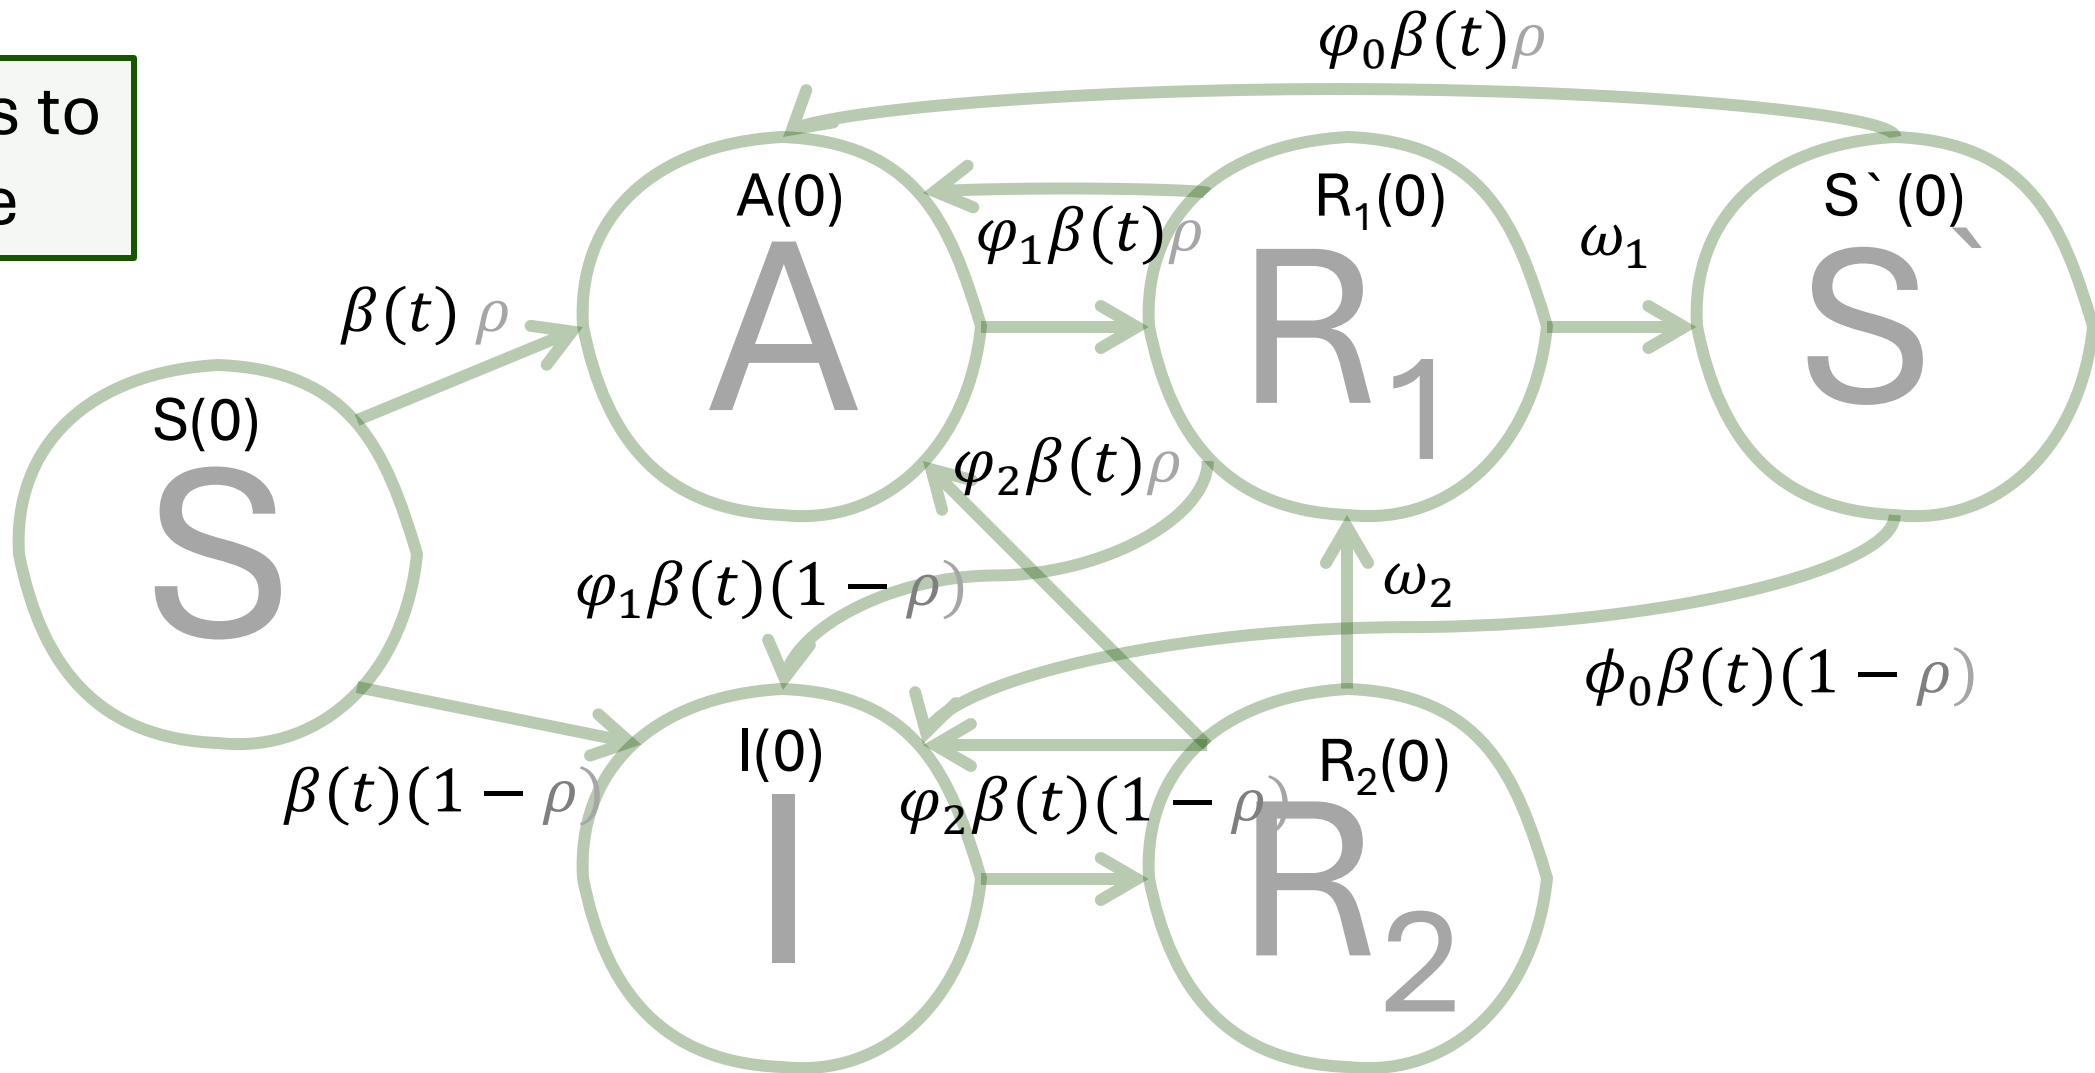 s to
e
φ₀β(t)ρ
A(0)
A
φ₁β(t)ρ
R₁(0)
R₁
ω₁
S`(0)
S`
β(t) ρ
S(0)
S
φ₂β(t)ρ
φ₁β(t)(1 − ρ)
ω₂
ϕ₀β(t)(1 − ρ)
β(t)(1 − ρ)
I(0)
I
φ₂β(t)(1 − ρ)
R₂(0)
R₂